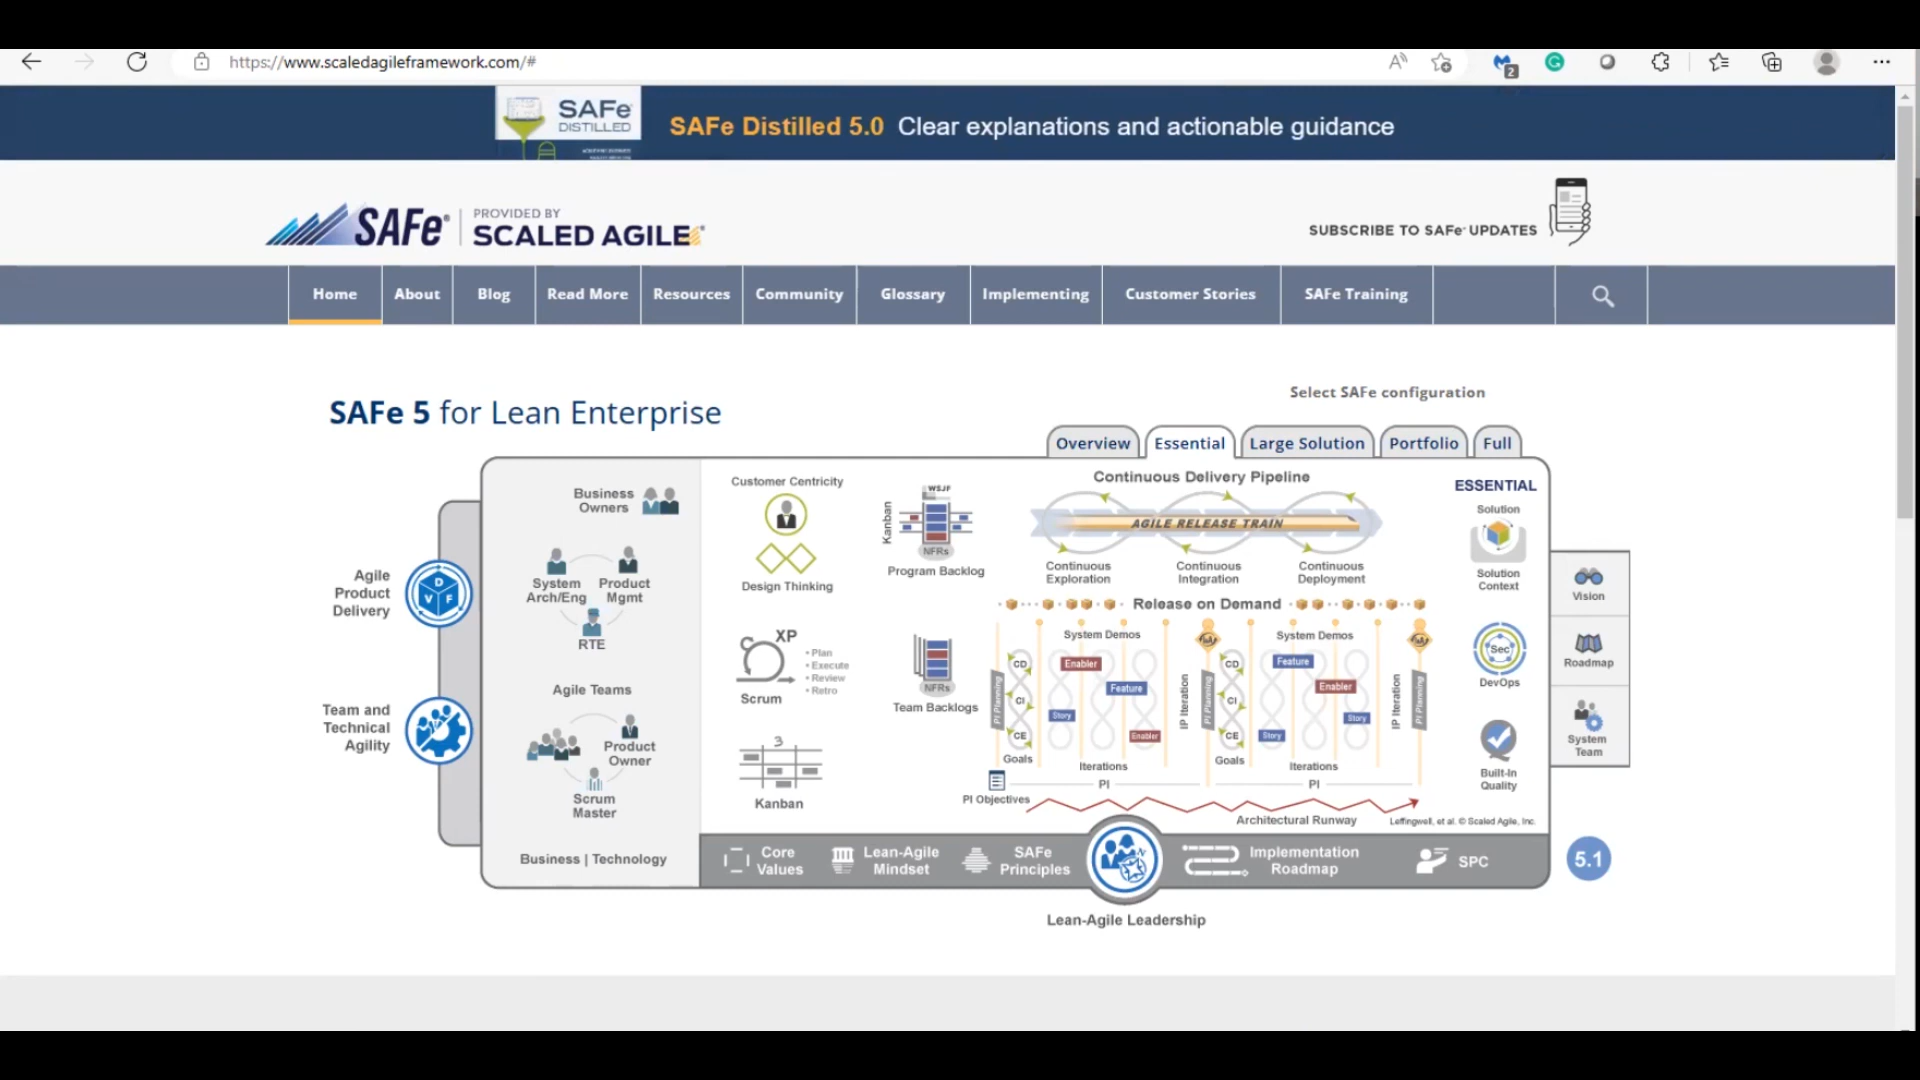 https://www.scaledagileframework.com/#
2
SAFe
DISTILLED
SAFe Distilled 5.0 Clear explanations and actionable guidance
SAFe®
PROVIDED BY
SCALED AGILE®
SUBSCRIBE TO SAFe® UPDATES
Home
About
Blog
Read More
Resources
Community
Glossary
Implementing
Customer Stories
SAFe Training
SAFe 5 for Lean Enterprise
Select SAFe configuration
Overview
Essential
Large Solution
Portfolio
Full
Agile
Product
Delivery
D
V F
Team and
Technical
Agility
Business
Owners
System
Arch/Eng
Product
Mgmt
RTE
Agile Teams
Product
Owner
Scrum
Master
Business | Technology
Customer Centricity
Design Thinking
Kanban
WSJF
NFRs
Program Backlog
XP
• Plan
• Execute
• Review
• Retro
Scrum
NFRs
Team Backlogs
3
Kanban
Continuous Delivery Pipeline
AGILE RELEASE TRAIN
Continuous
Exploration
Continuous
Integration
Continuous
Deployment
Release on Demand
System Demos
System Demos
PI Planning
CD
CI
CE
Goals
Enabler
Feature
Story
Enabler
Iterations
IP Iteration
PI Planning
CD
CI
CE
Goals
Feature
Enabler
Story
Story
Iterations
IP Iteration
PI Planning
PI Objectives
PI
PI
Architectural Runway
Leffingwell, et al. © Scaled Agile, Inc.
ESSENTIAL
Solution
Solution
Context
Sec
DevOps
Built-In
Quality
Vision
Roadmap
System
Team
Core
Values
Lean-Agile
Mindset
SAFe
Principles
Implementation
Roadmap
SPC
5.1
Lean-Agile Leadership